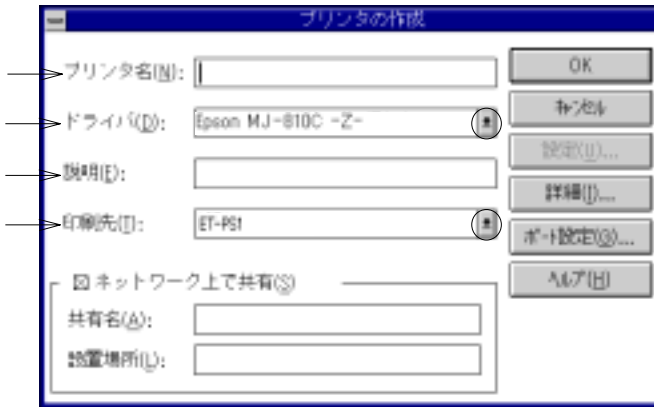 プリンタの作成
プリンタ名(N):
ドライバ(D): Epson MJ-810C -Z-
説明(E):
印刷先(T): ET-PS1
ネットワーク上で共有(S)
共有名(A):
設置場所(L):
OK
キャンセル
設定(U)...
詳細(I)...
ポート設定(G)...
ヘルプ(H)